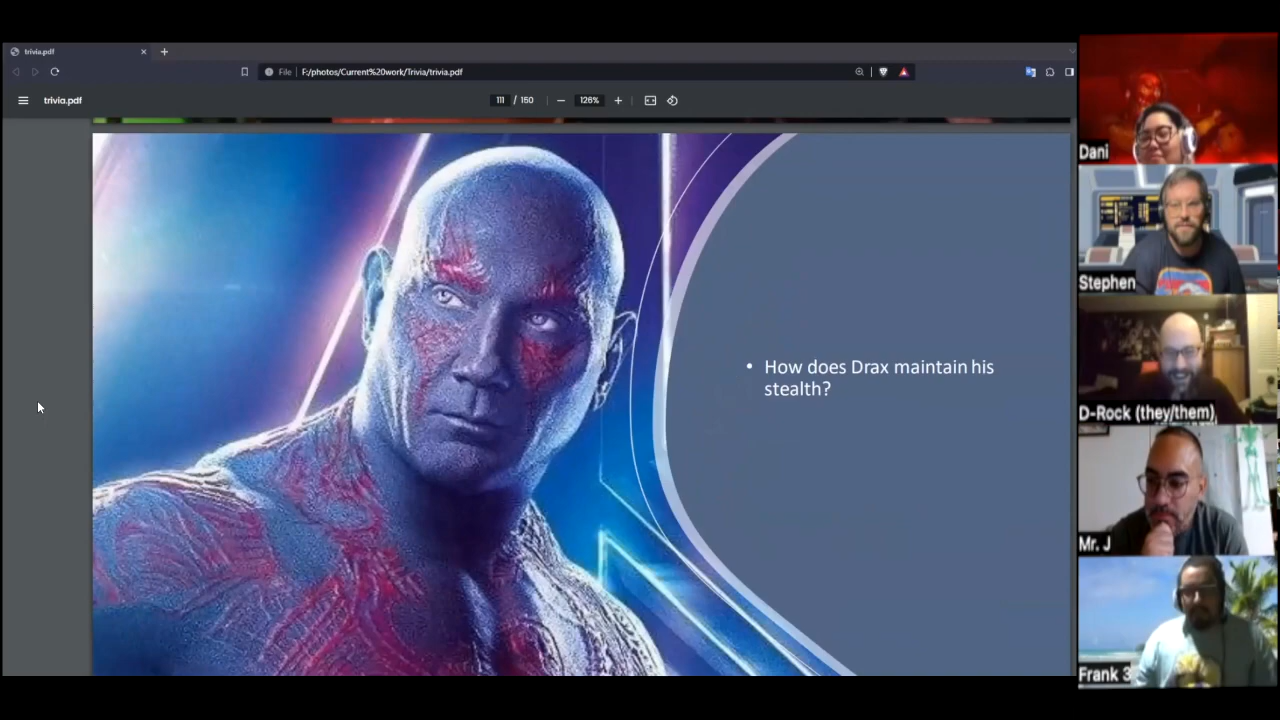 trivia.pdf
File
F:/photos/Current%20work/Trivia/trivia.pdf
trivia.pdf
111 / 150
126%
• How does Drax maintain his
stealth?
Dani
Stephen
D-Rock (they/them)
Mr. J
Frank 3